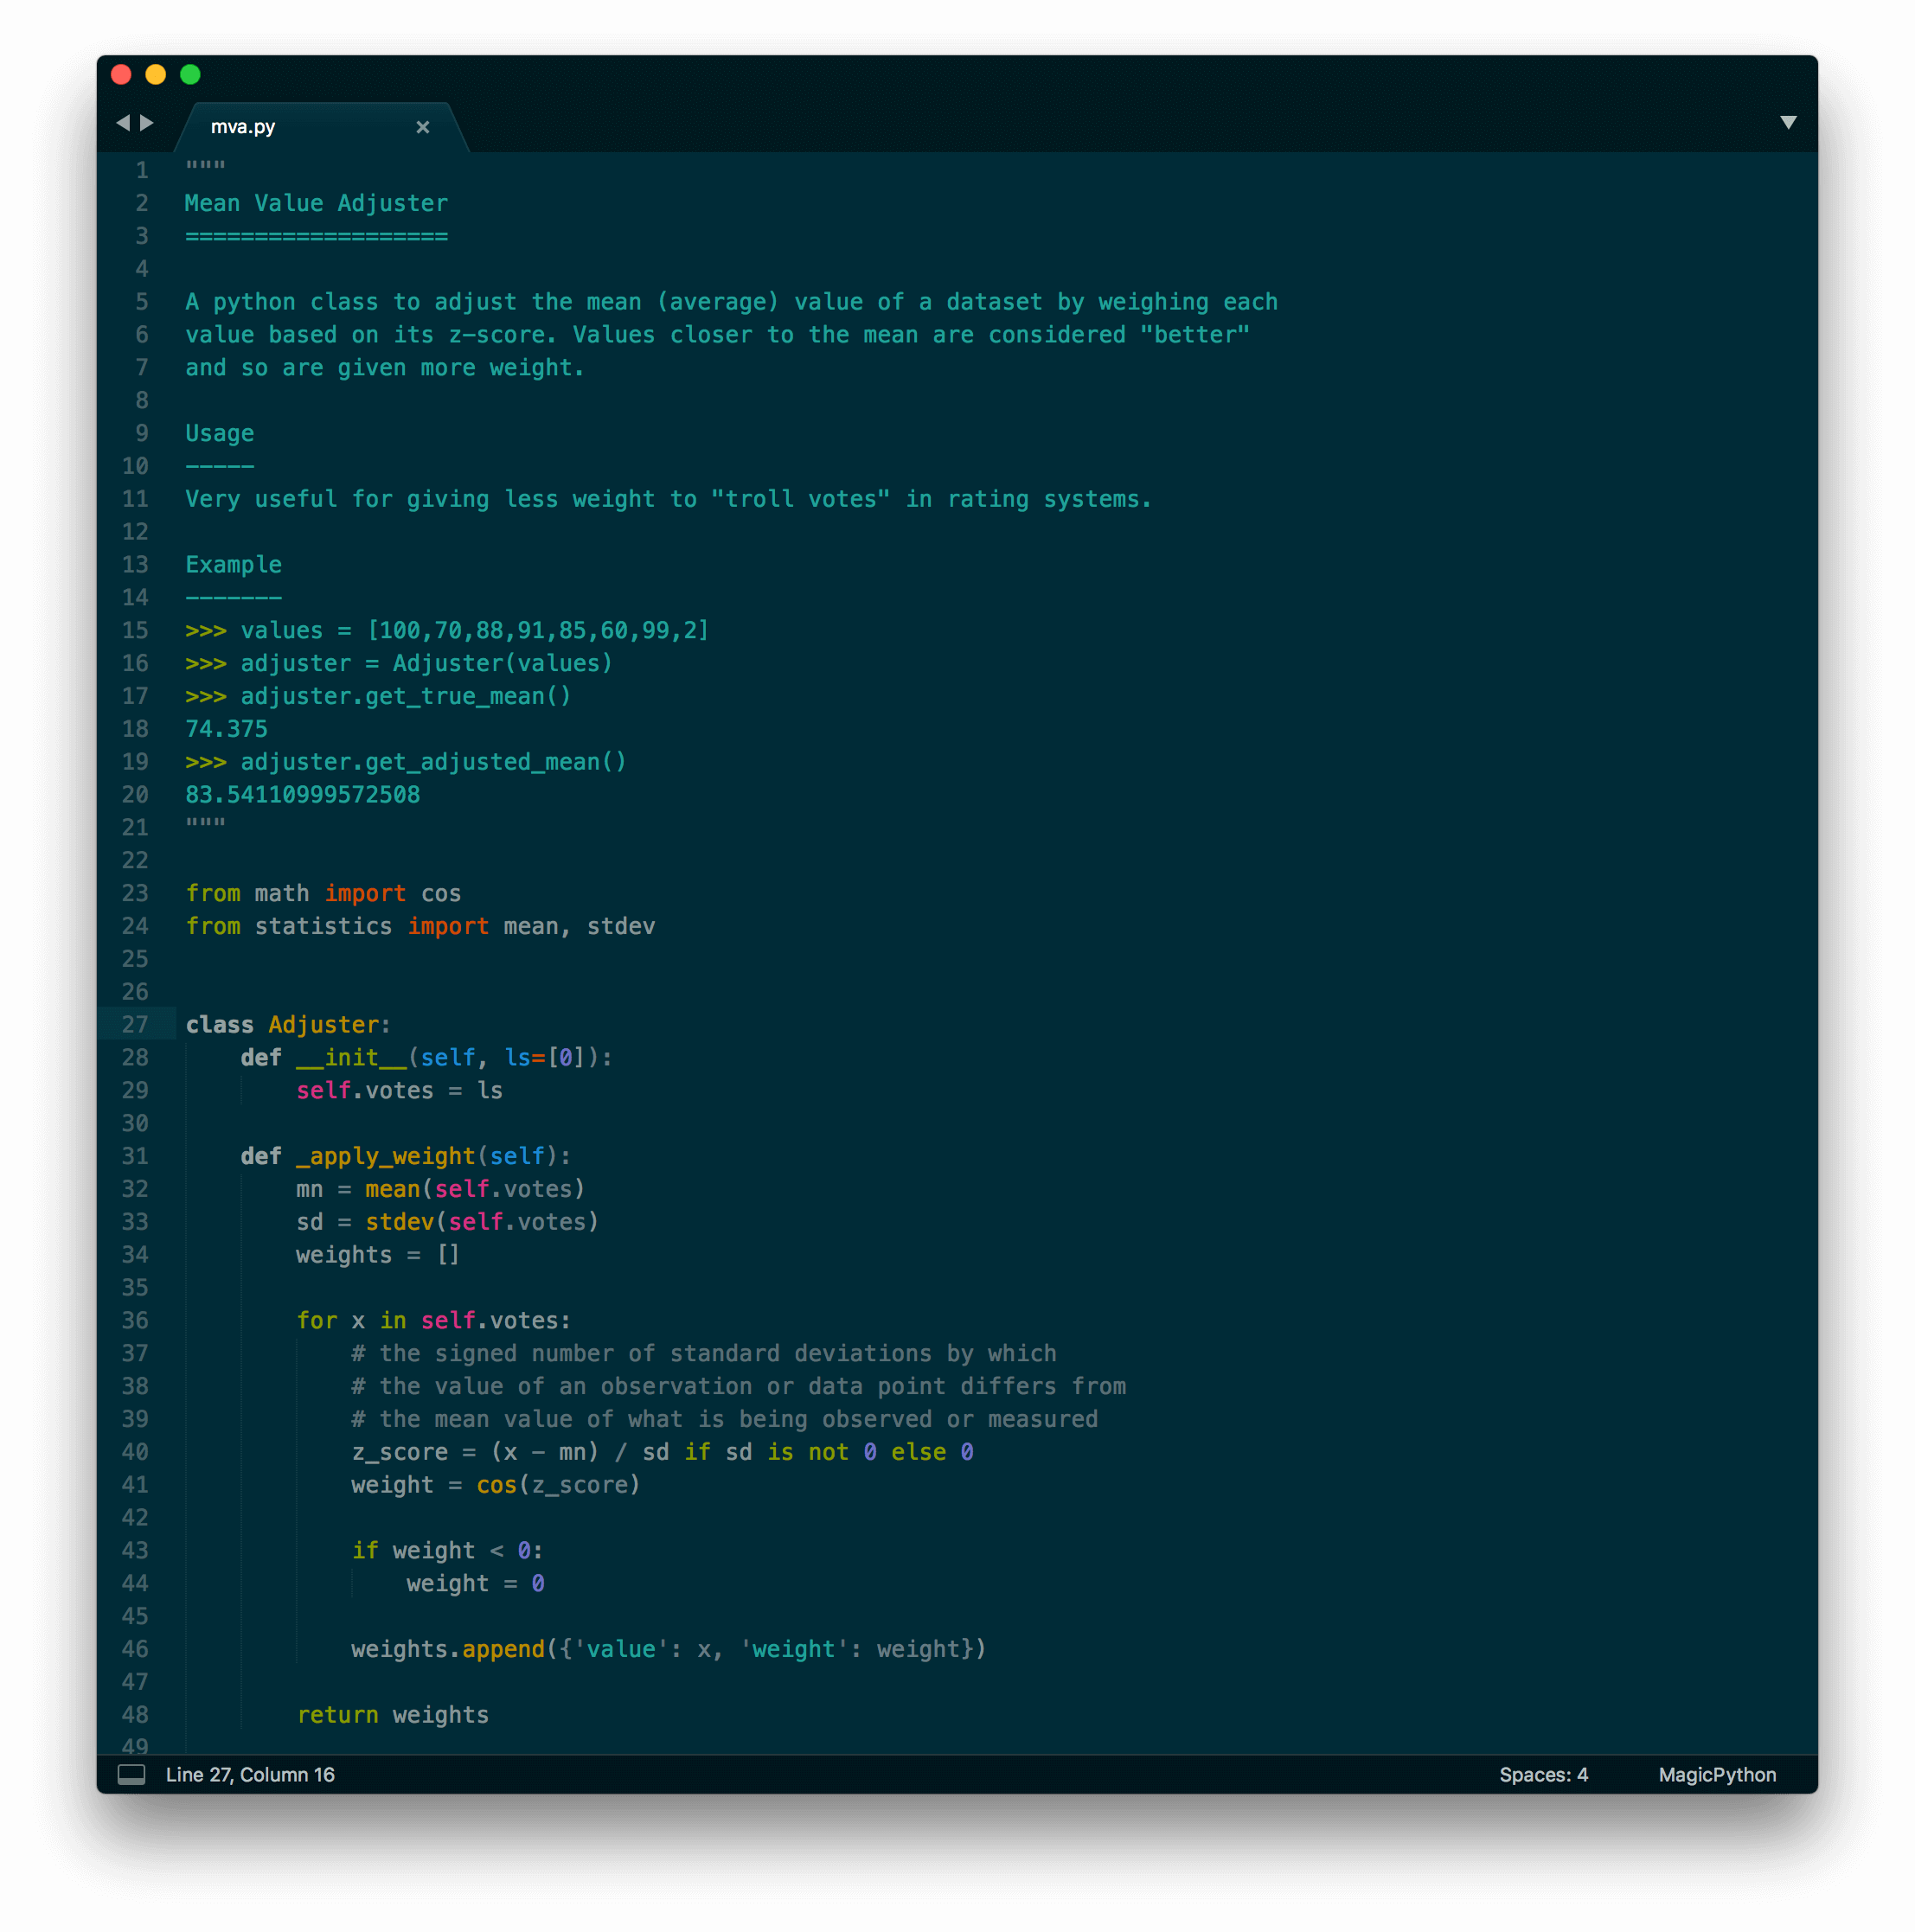 mva.py ×
1 """
2 Mean Value Adjuster
3 ===================
4
5 A python class to adjust the mean (average) value of a dataset by weighing each
6 value based on its z-score. Values closer to the mean are considered "better"
7 and so are given more weight.
8
9 Usage
10 -----
11 Very useful for giving less weight to "troll votes" in rating systems.
12
13 Example
14 -------
15 >>> values = [100,70,88,91,85,60,99,2]
16 >>> adjuster = Adjuster(values)
17 >>> adjuster.get_true_mean()
18 74.375
19 >>> adjuster.get_adjusted_mean()
20 83.54110999572508
21 """
22
23 from math import cos
24 from statistics import mean, stdev
25
26
27 class Adjuster:
28     def __init__(self, ls=[0]):
29         self.votes = ls
30
31     def _apply_weight(self):
32         mn = mean(self.votes)
33         sd = stdev(self.votes)
34         weights = []
35
36         for x in self.votes:
37             # the signed number of standard deviations by which
38             # the value of an observation or data point differs from
39             # the mean value of what is being observed or measured
40             z_score = (x - mn) / sd if sd is not 0 else 0
41             weight = cos(z_score)
42
43             if weight < 0:
44                 weight = 0
45
46             weights.append({'value': x, 'weight': weight})
47
48         return weights
49
Line 27, Column 16 Spaces: 4 MagicPython